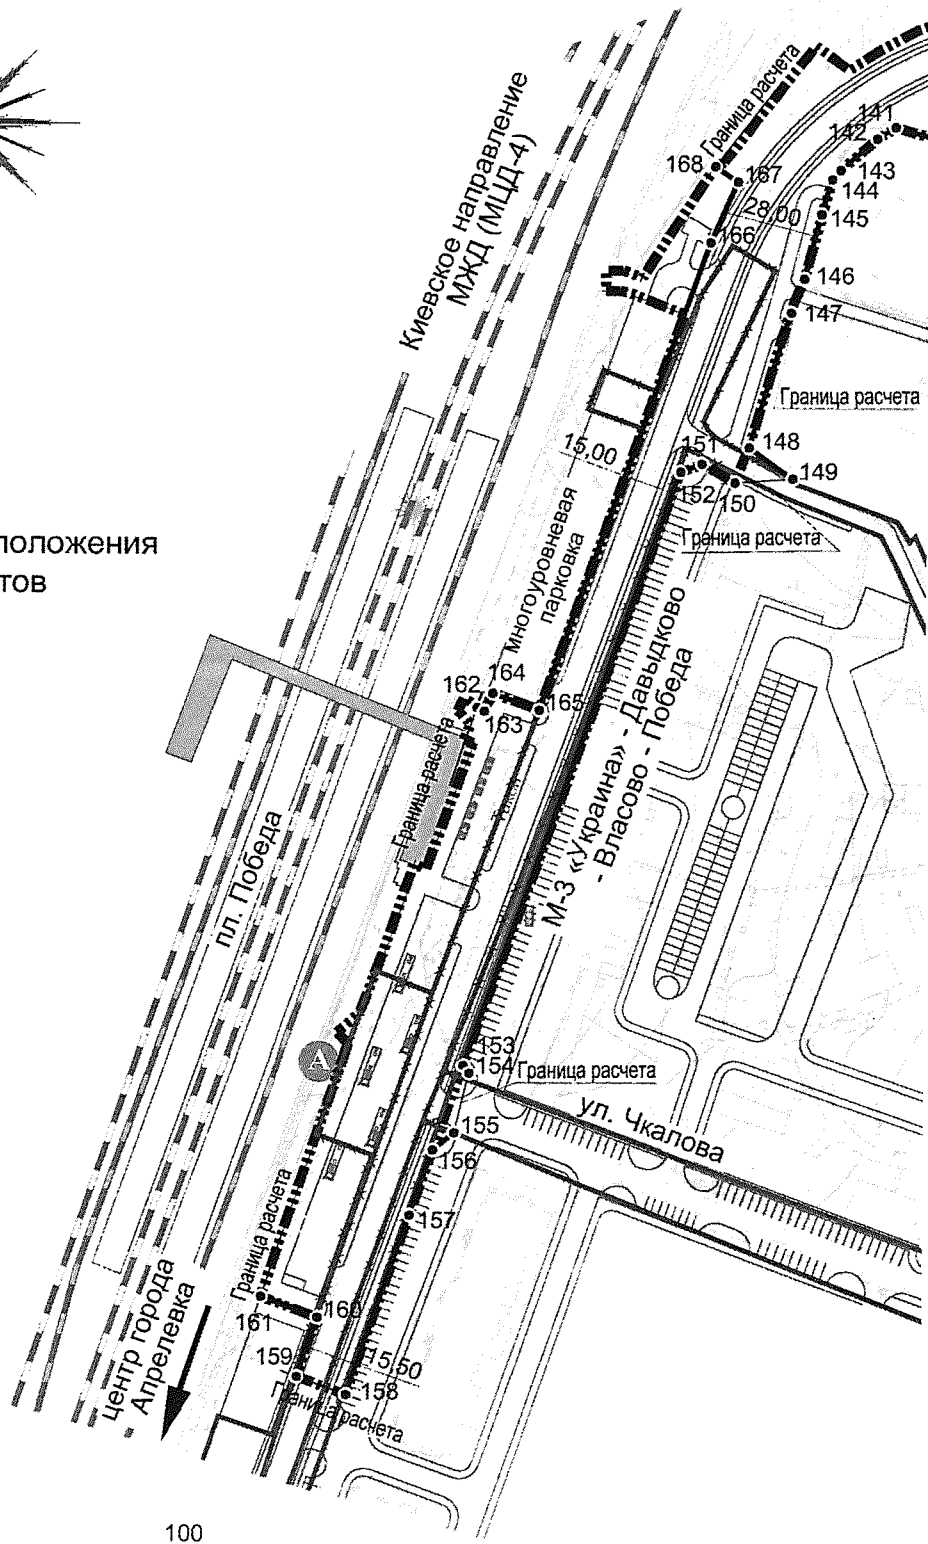 Киевское направление
МЖД (МЦД-4)
Граница расчета
168
167
166
28,00
141
142
143
144
145
146
147
Граница расчета
148
149
150
151
152
15,00
Граница расчета
положения
тов
многоуровневая
парковка
162
164
163
165
Граница расчета
М-3 «Украина» - Давыдково
- Власово - Победа
пл. Победа
А
153
154
Граница расчета
ул. Чкалова
155
156
157
Граница расчета
161
160
159
15,50
158
Граница расчета
центр города
Апрелевка
100